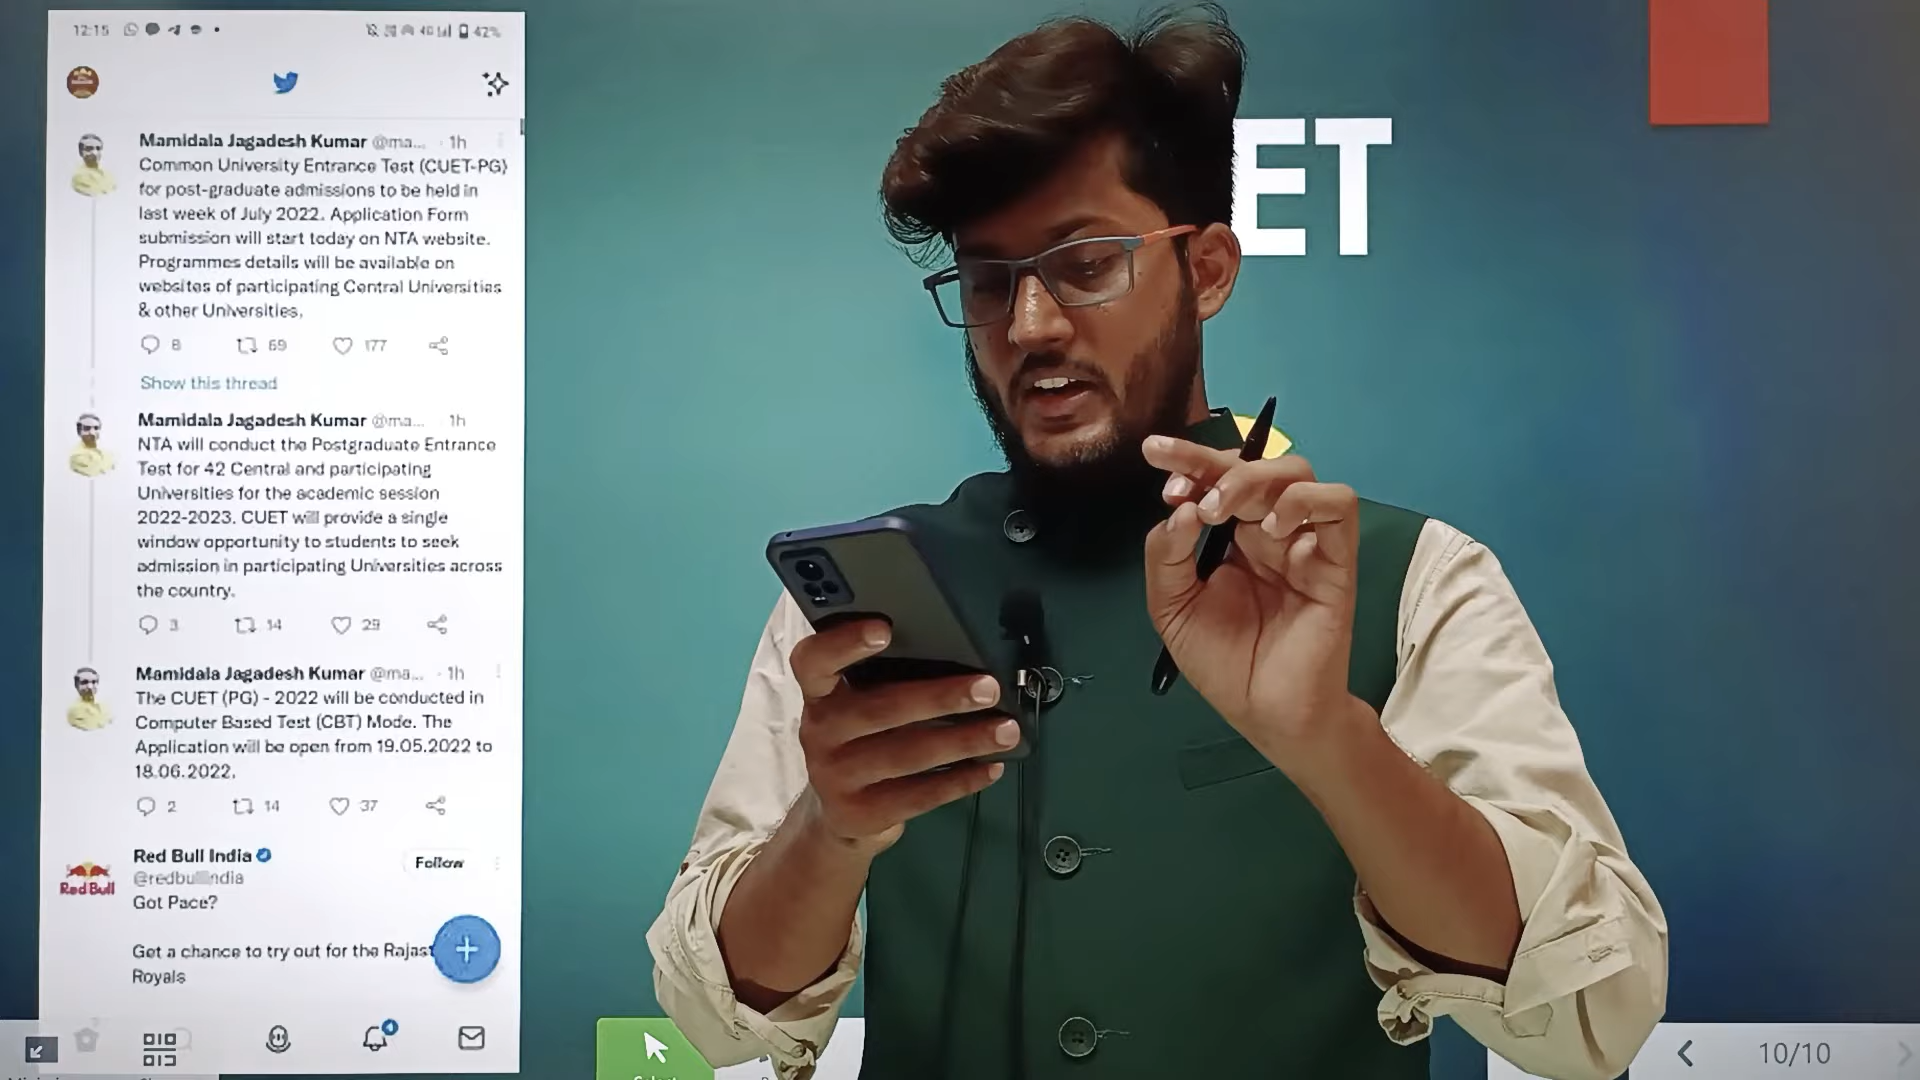 12:15
4G
42%
Mamidala Jagadesh Kumar @ma... · 1h
Common University Entrance Test (CUET-PG)
for post-graduate admissions to be held in
last week of July 2022. Application Form
submission will start today on NTA website.
Programmes details will be available on
websites of participating Central Universities
& other Universities.
8 69 177
Show this thread
Mamidala Jagadesh Kumar @ma... · 1h
NTA will conduct the Postgraduate Entrance
Test for 42 Central and participating
Universities for the academic session
2022-2023. CUET will provide a single
window opportunity to students to seek
admission in participating Universities across
the country.
3 14 29
Mamidala Jagadesh Kumar @ma... · 1h
The CUET (PG) - 2022 will be conducted in
Computer Based Test (CBT) Mode. The
Application will be open from 19.05.2022 to
18.06.2022.
2 14 37
Red Bull India
Follow
@redbullindia
Red Bull
Got Pace?
Get a chance to try out for the Rajast
Royals
4
ET
Select
10/10